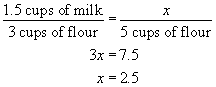 1.5 cups of milk / 3 cups of flour = x / 5 cups of flour
3x = 7.5
x = 2.5